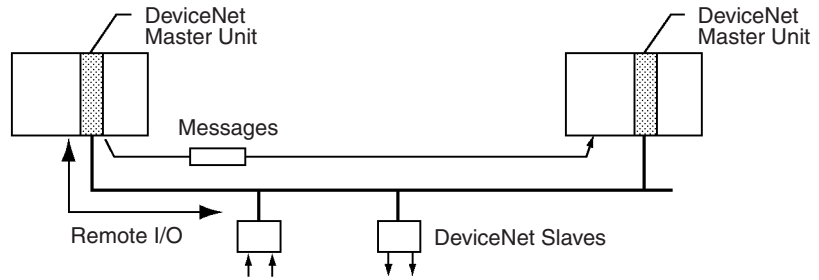 DeviceNet
Master Unit
DeviceNet
Master Unit
Messages
Remote I/O
DeviceNet Slaves